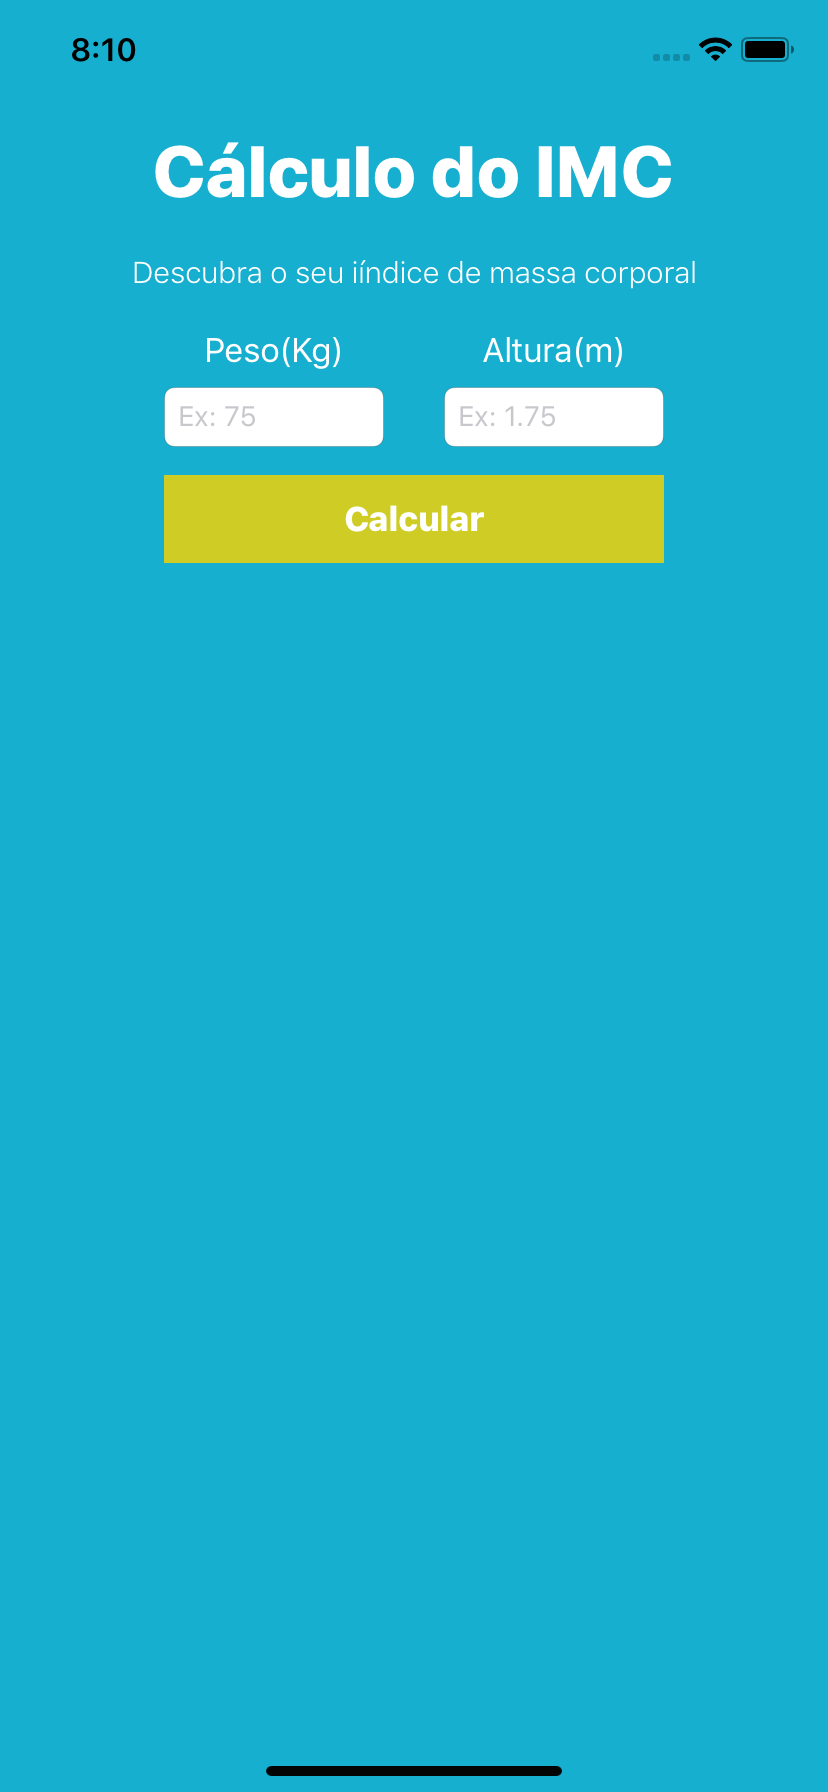 8:10
Cálculo do IMC
Descubra o seu iíndice de massa corporal
Peso(Kg) Altura(m)
Ex: 75 Ex: 1.75
Calcular